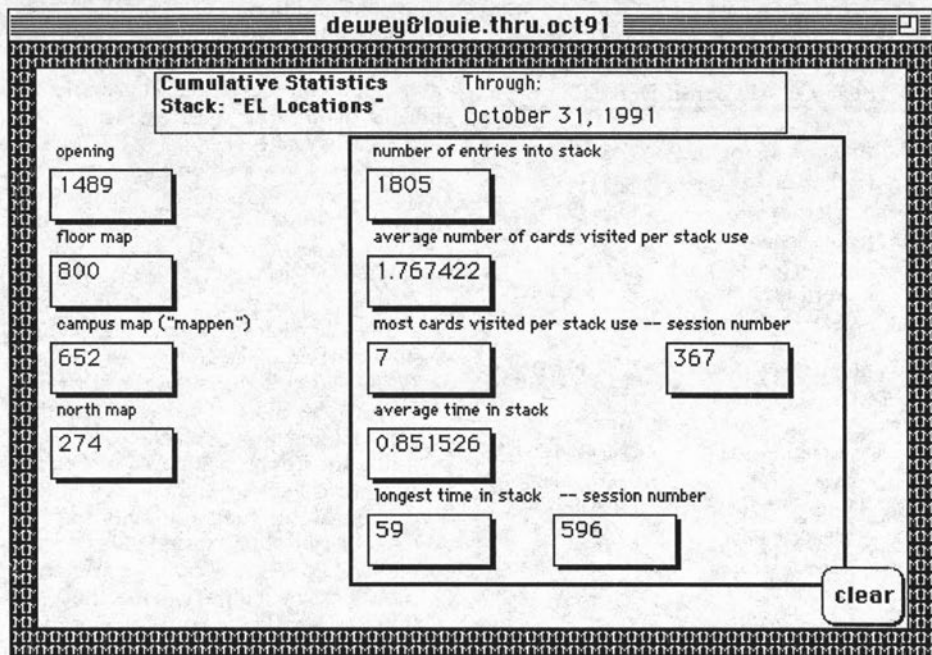 dewey&louie.thru.oct91
Cumulative Statistics
Stack: "EL Locations"
Through:
October 31, 1991
opening
1489
floor map
800
campus map ("mappen")
652
north map
274
number of entries into stack
1805
average number of cards visited per stack use
1.767422
most cards visited per stack use -- session number
7 367
average time in stack
0.851526
longest time in stack -- session number
59 596
clear